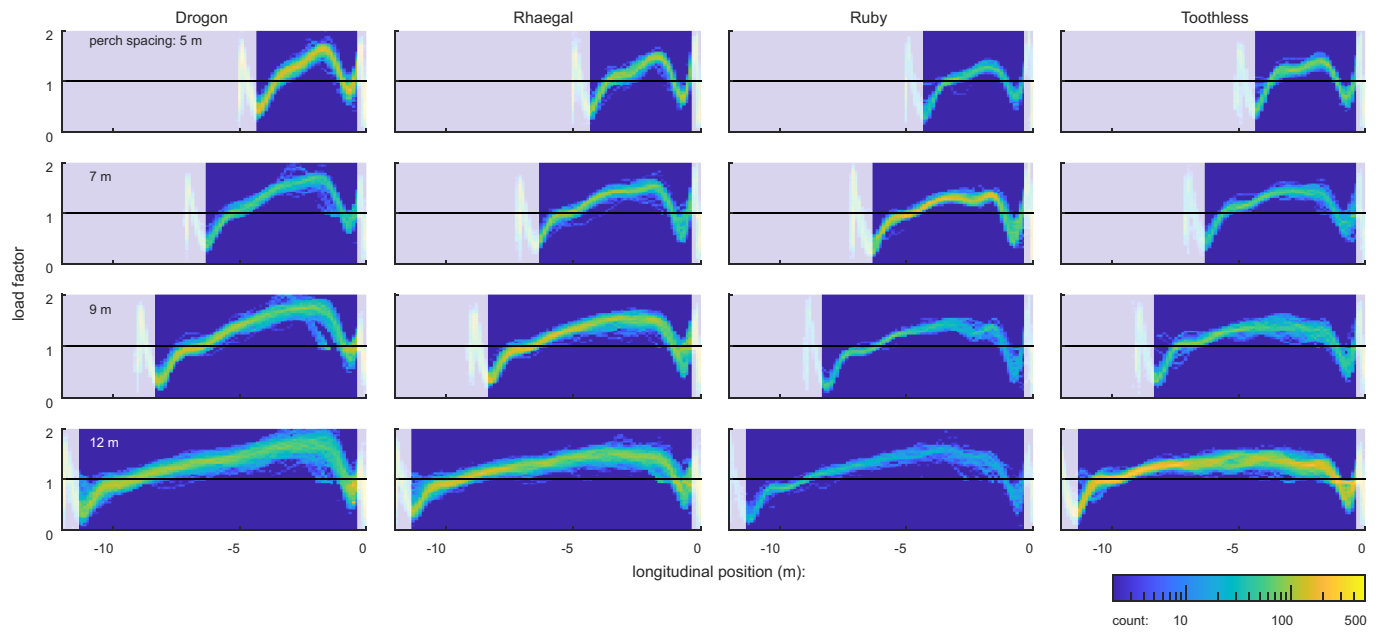 Drogon Rhaegal Ruby Toothless
perch spacing: 5 m
2
1
0
7 m
2
1
0
9 m
2
1
0
12 m
2
1
0
load factor
-10 -5 0 -10 -5 0 -10 -5 0 -10 -5 0
longitudinal position (m):
count: 10 100 500